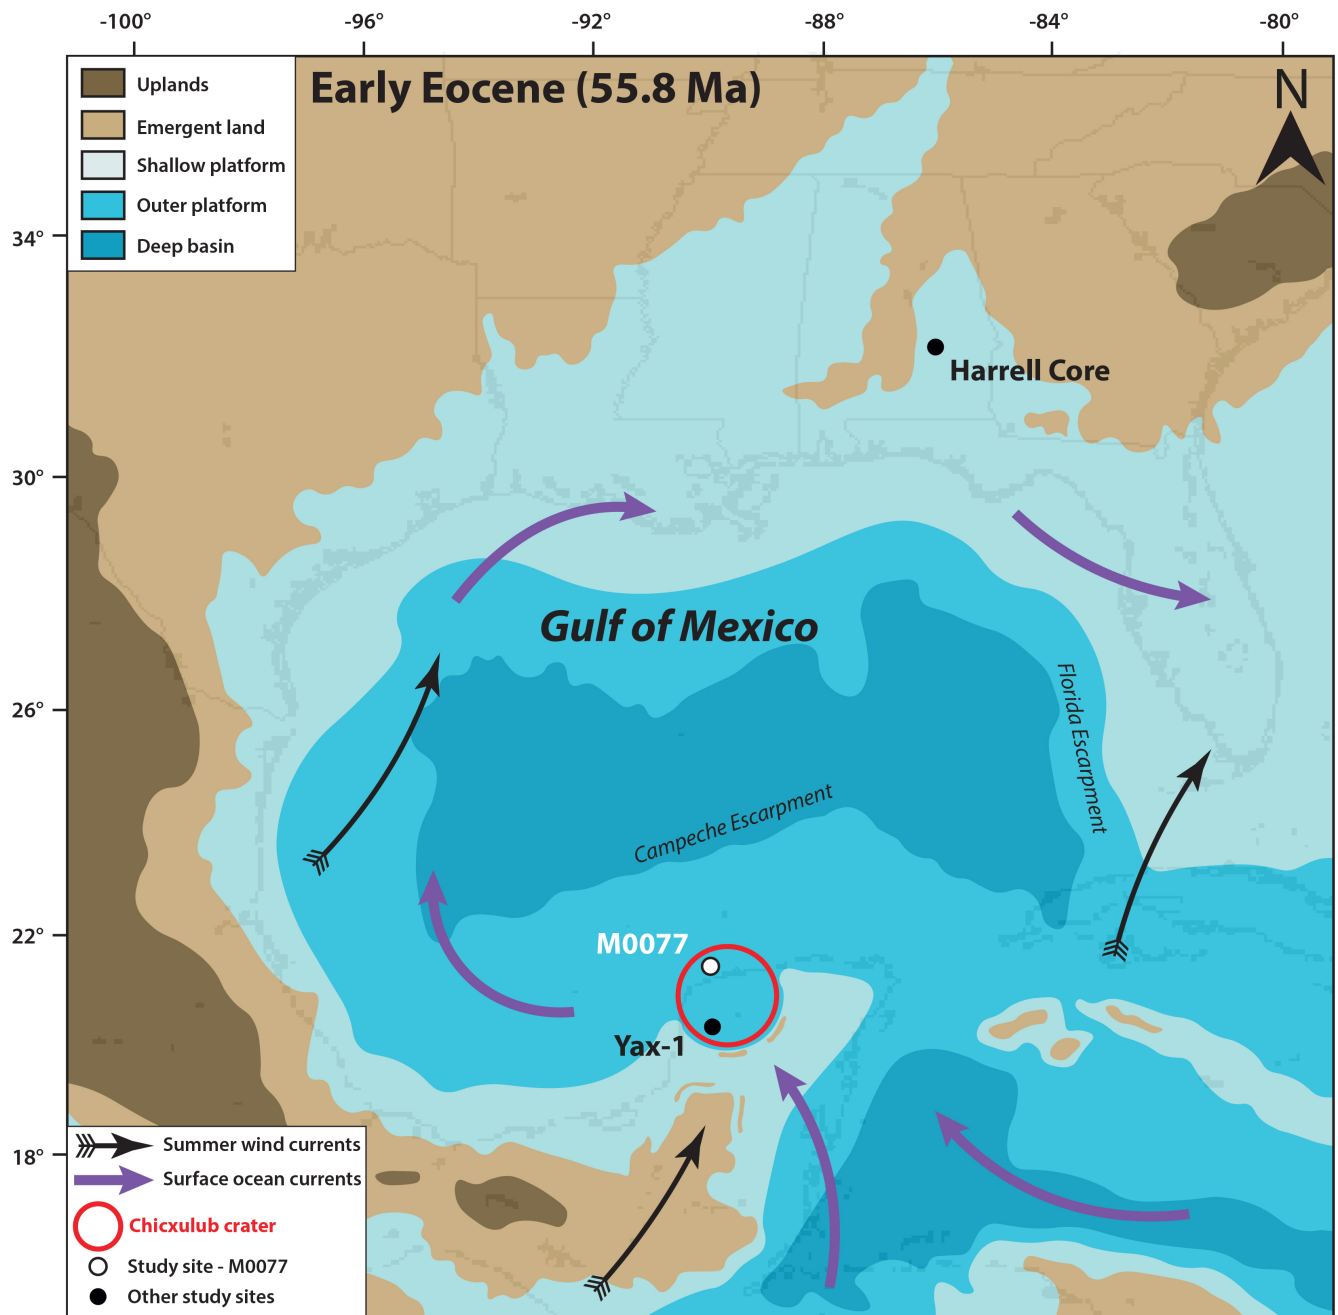 -100°
-96°
-92°
-88°
-84°
-80°
Uplands
Emergent land
Shallow platform
Outer platform
Deep basin
Early Eocene (55.8 Ma)
N
34°
Harrell Core
30°
Gulf of Mexico
Florida Escarpment
26°
Campeche Escarpment
22°
M0077
Yax-1
18°
Summer wind currents
Surface ocean currents
Chicxulub crater
Study site - M0077
Other study sites